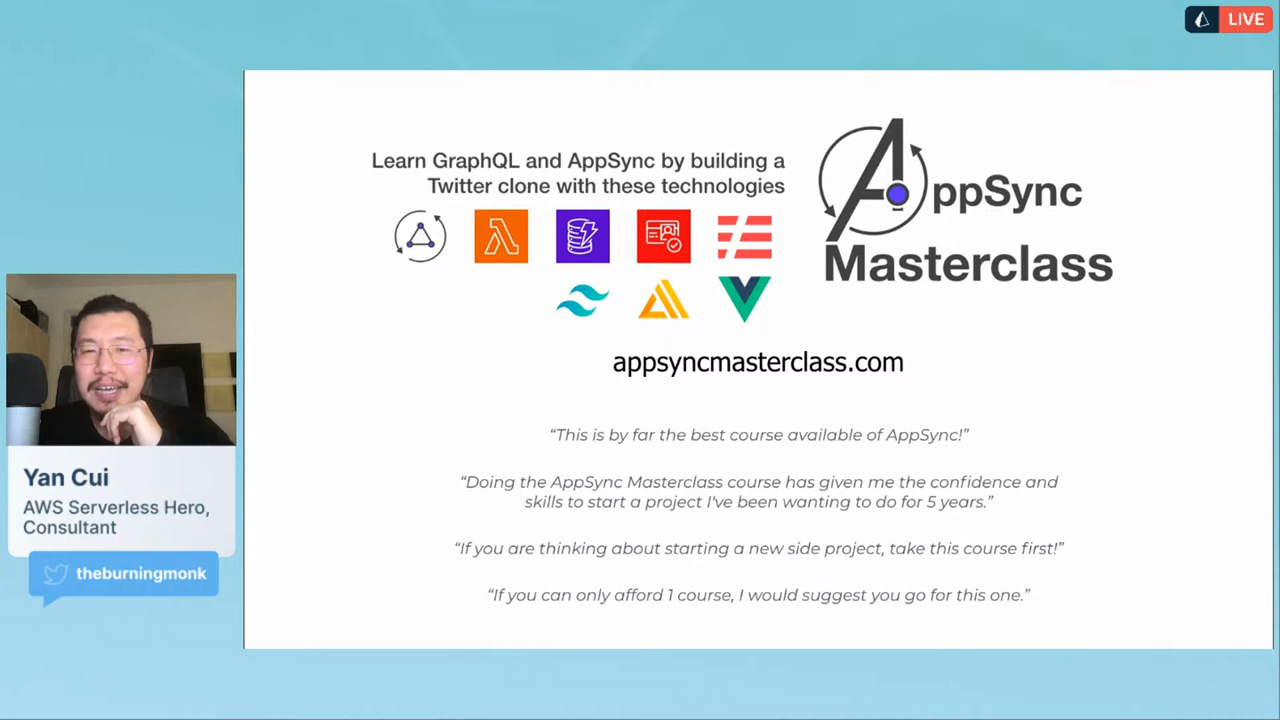 LIVE
Learn GraphQL and AppSync by building a
Twitter clone with these technologies
AppSync
Masterclass
appsyncmasterclass.com
“This is by far the best course available of AppSync!”
“Doing the AppSync Masterclass course has given me the confidence and
skills to start a project I've been wanting to do for 5 years.”
“If you are thinking about starting a new side project, take this course first!”
“If you can only afford 1 course, I would suggest you go for this one.”
Yan Cui
AWS Serverless Hero,
Consultant
theburningmonk